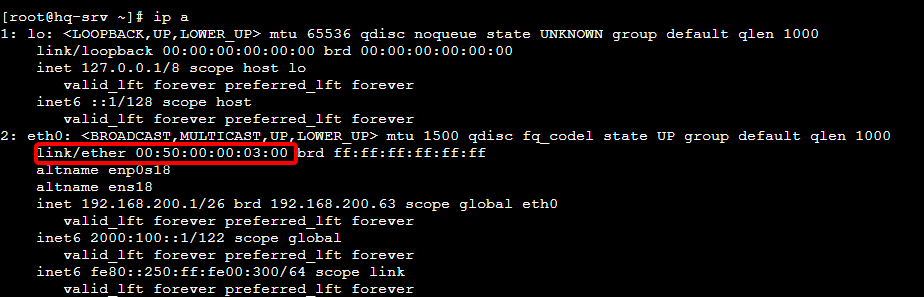 [root@hq-srv ~]# ip a
1: lo: <LOOPBACK,UP,LOWER_UP> mtu 65536 qdisc noqueue state UNKNOWN group default qlen 1000
    link/loopback 00:00:00:00:00:00 brd 00:00:00:00:00:00
    inet 127.0.0.1/8 scope host lo
       valid_lft forever preferred_lft forever
    inet6 ::1/128 scope host
       valid_lft forever preferred_lft forever
2: eth0: <BROADCAST,MULTICAST,UP,LOWER_UP> mtu 1500 qdisc fq_codel state UP group default qlen 1000
    link/ether 00:50:00:00:03:00 brd ff:ff:ff:ff:ff:ff
    altname enp0s18
    altname ens18
    inet 192.168.200.1/26 brd 192.168.200.63 scope global eth0
       valid_lft forever preferred_lft forever
    inet6 2000:100::1/122 scope global
       valid_lft forever preferred_lft forever
    inet6 fe80::250:ff:fe00:300/64 scope link
       valid_lft forever preferred_lft forever